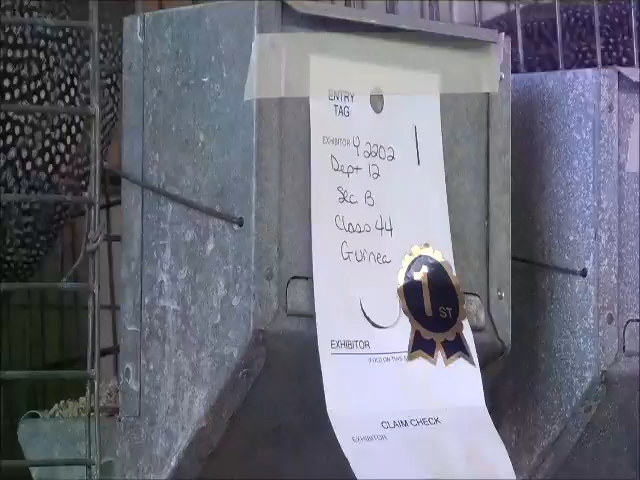 ENTRY
TAG
EXHIBITOR Y 2202
Dept 12
Sec B
Class 44
Guinea
1 ST
EXHIBITOR
CLAIM CHECK
EXHIBITOR